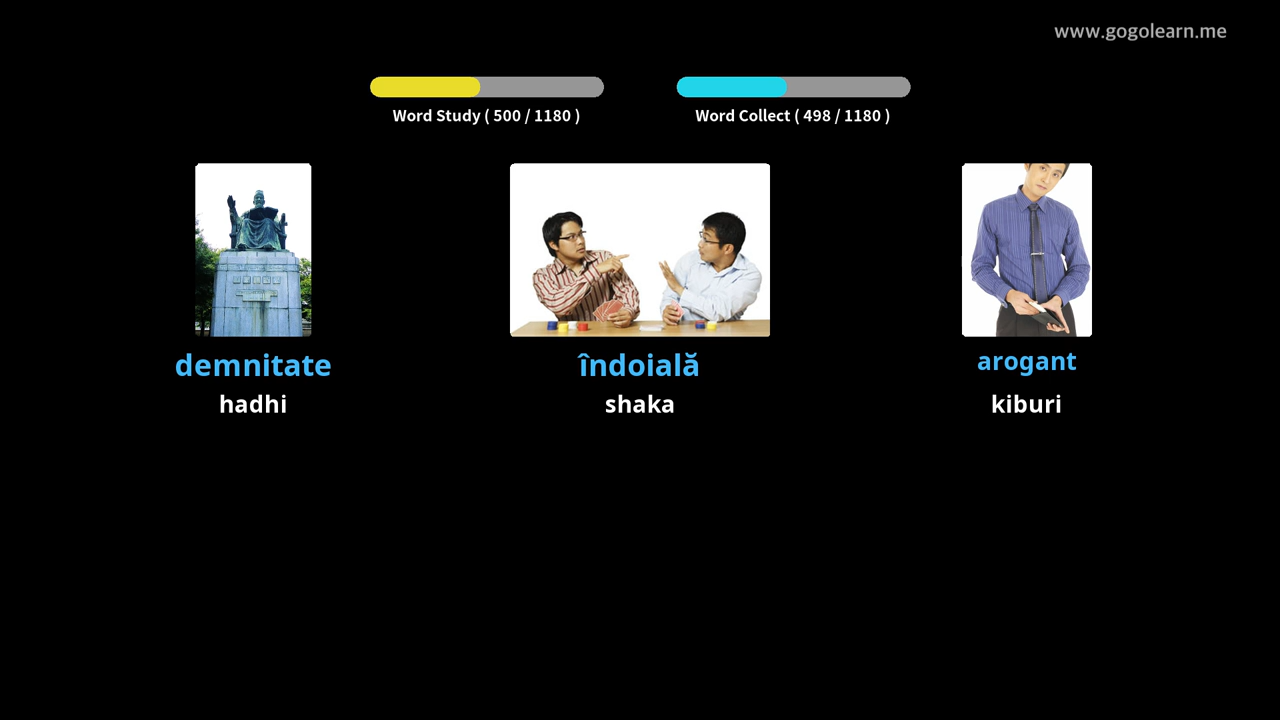 www.gogolearn.me
Word Study ( 500 / 1180 )
Word Collect ( 498 / 1180 )
demnitate
hadhi
îndoială
shaka
arogant
kiburi